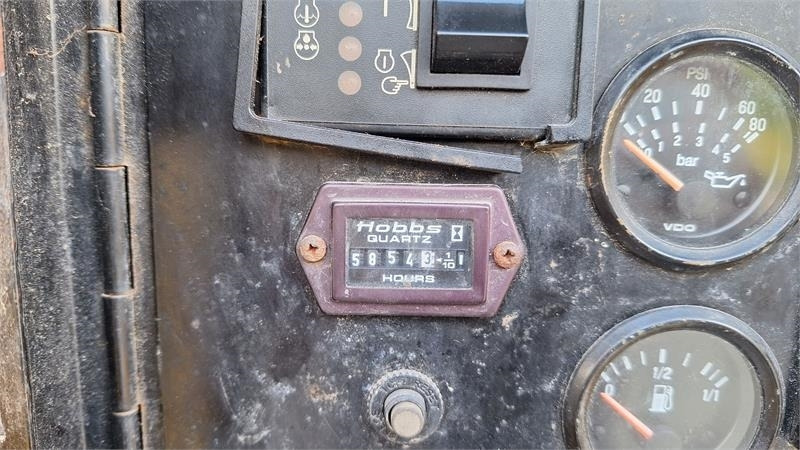 Hobbs
QUARTZ
58543 1/10
HOURS
PSI
20 40 60 80
0 1 2 3 4 5
bar
VDO
0 1/2 1/1